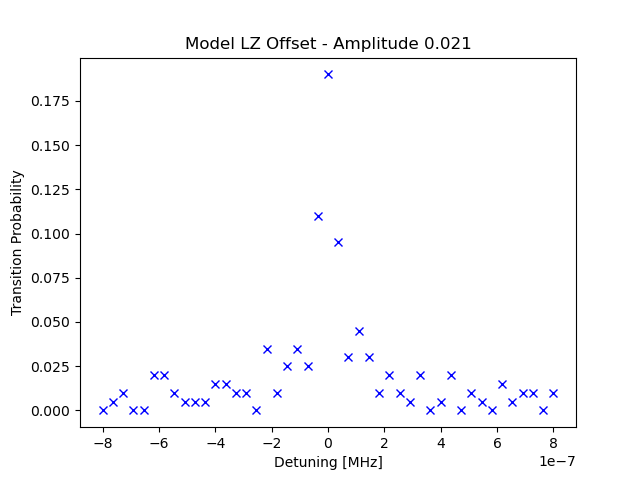 Model LZ Offset - Amplitude 0.021
Transition Probability
0.175
0.150
0.125
0.100
0.075
0.050
0.025
0.000
−8 −6 −4 −2 0 2 4 6 8
1e−7
Detuning [MHz]